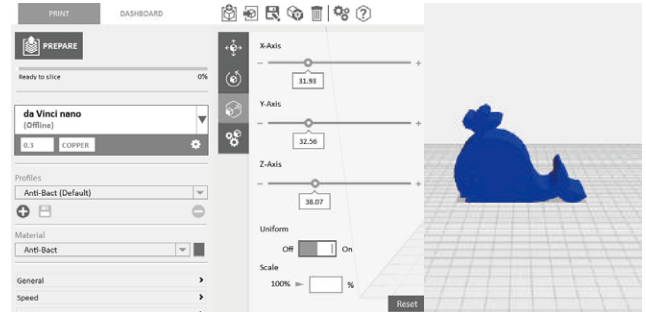 PRINT
DASHBOARD
PREPARE
Ready to slice 0%
da Vinci nano
(Offline)
0.3 COPPER
Profiles
Anti-Bact (Default)
Material
Anti-Bact
General
Speed
X-Axis
31.93
Y-Axis
32.56
Z-Axis
38.07
Uniform
Off On
Scale
100% %
Reset